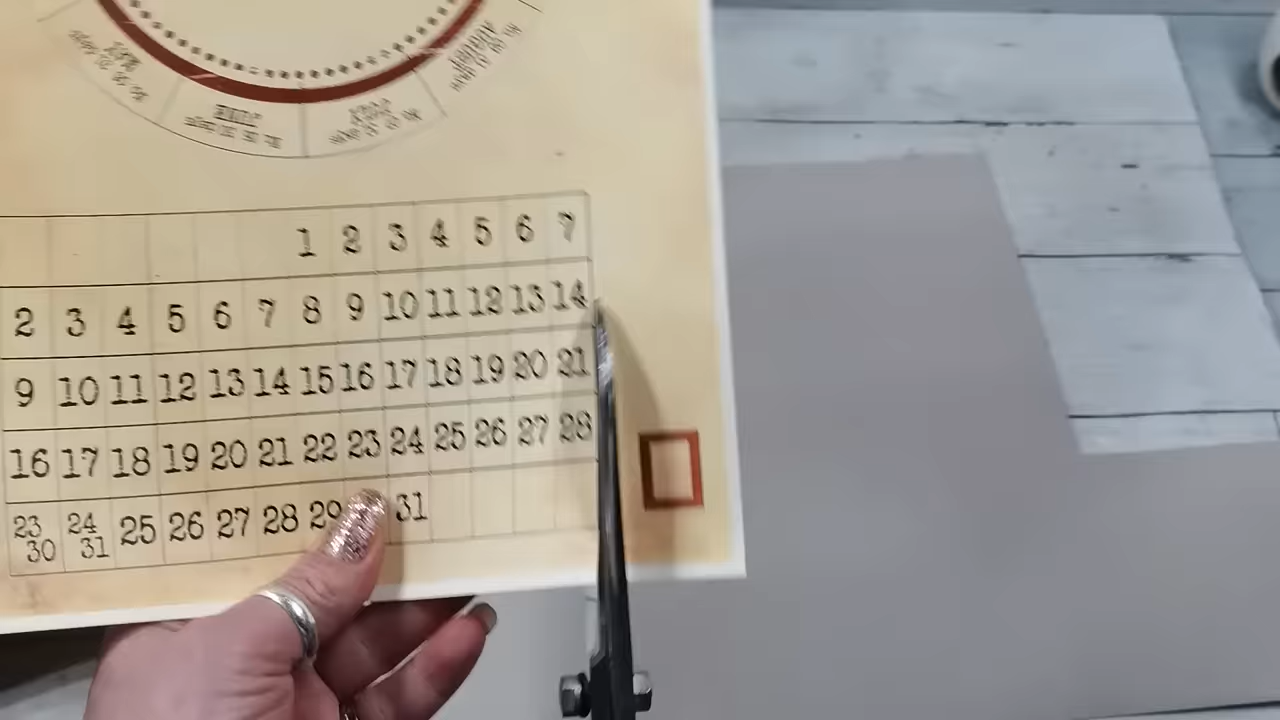 1 2 3 4 5 6 7
2 3 4 5 6 7 8 9 10 11 12 13 14
9 10 11 12 13 14 15 16 17 18 19 20 21
16 17 18 19 20 21 22 23 24 25 26 27 28
23 30 24 31 25 26 27 28 29 31